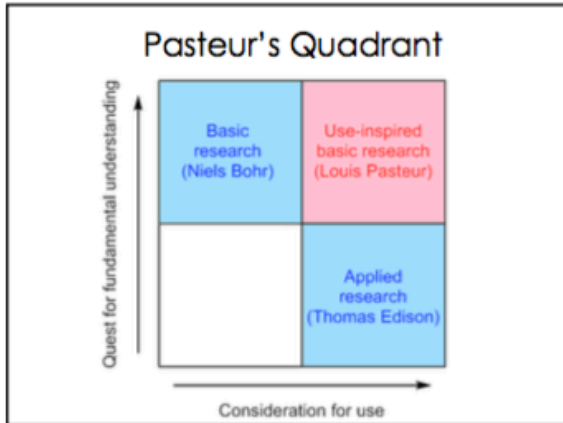 Pasteur's Quadrant
Quest for fundamental understanding
Basic
research
(Niels Bohr)
Use-inspired
basic research
(Louis Pasteur)
Applied
research
(Thomas Edison)
Consideration for use